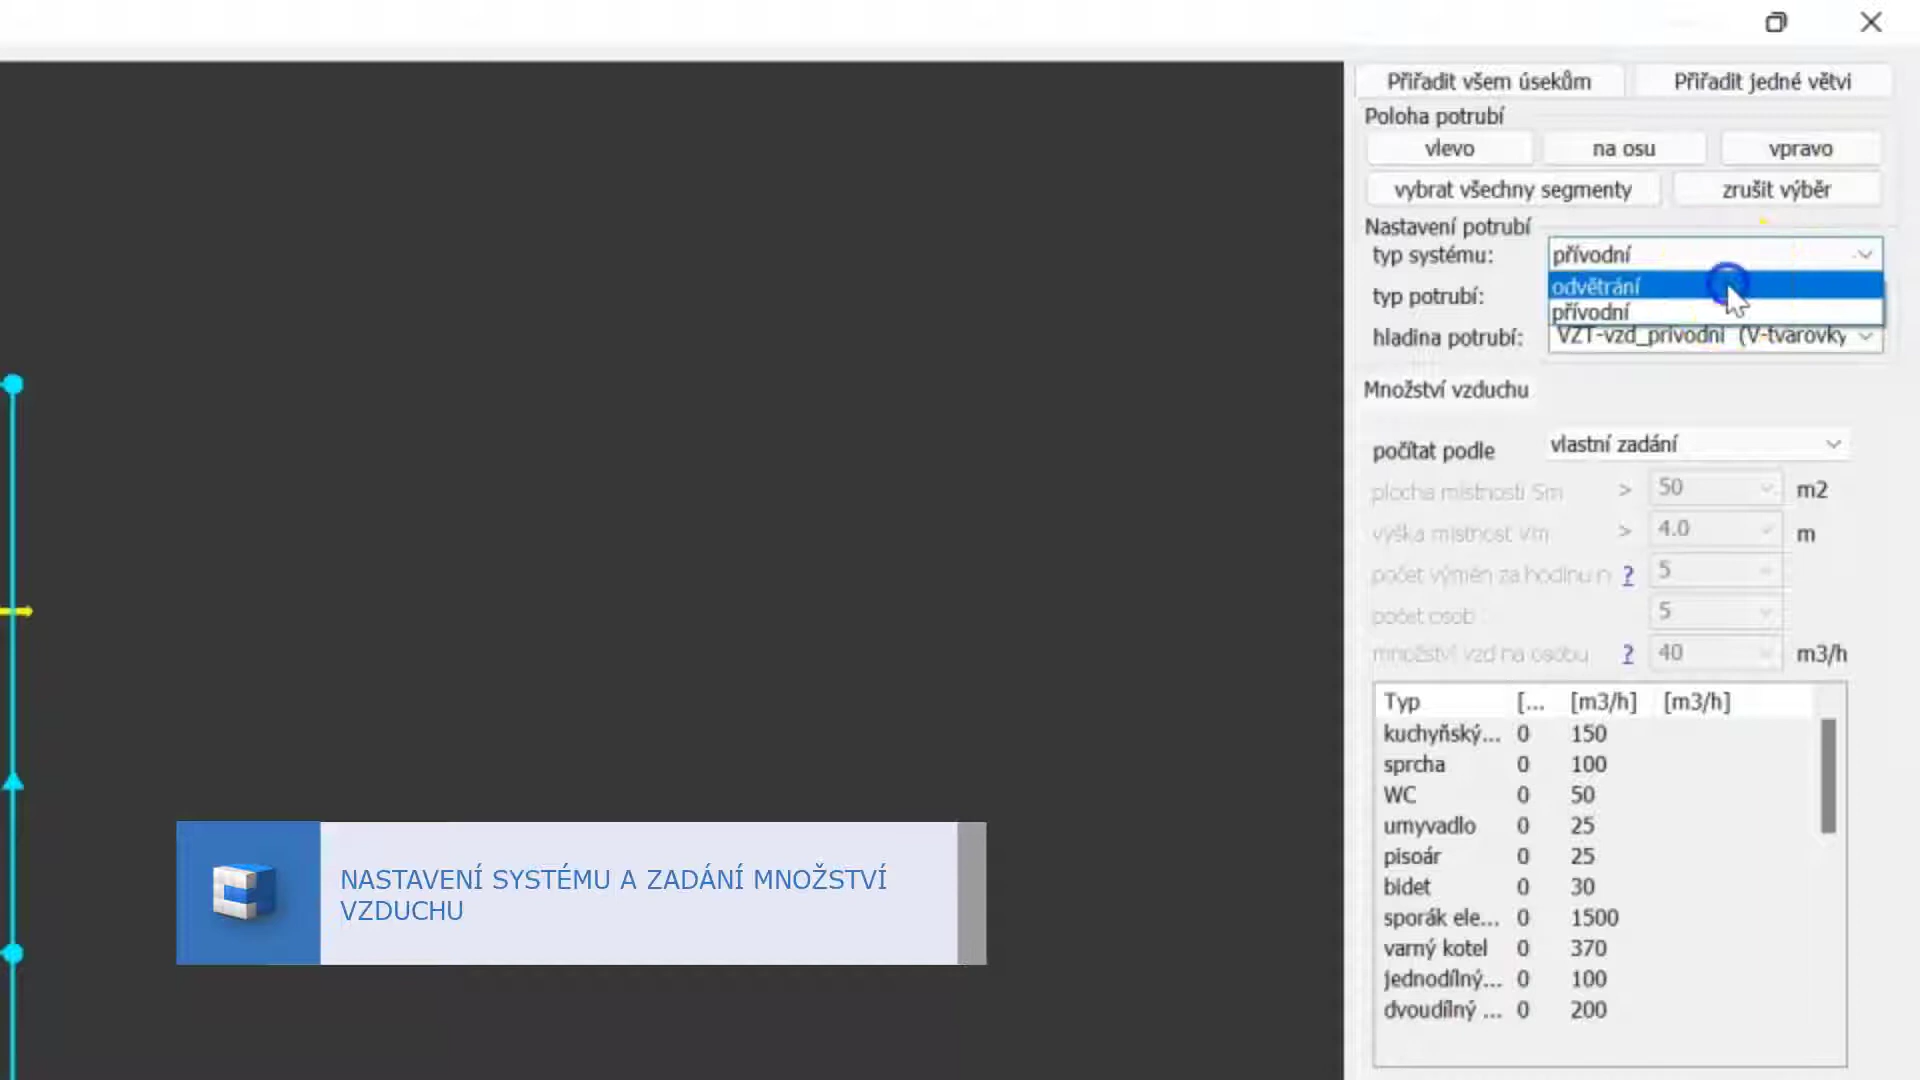 Přiřadit všem úsekům Přiřadit jedné větvi
Poloha potrubí
vlevo na osu vpravo
vybrat všechny segmenty zrušit výběr
Nastavení potrubí
typ systému: přívodní
odvětrání
typ potrubí:
přívodní
hladina potrubí: VZT-vzd_prívodní (V-tvarovky
Množství vzduchu
počítat podle vlastní zadání
plocha místnosti Sm > 50 m2
výška místnost Vm > 4.0 m
počet výměn za hodinu n ? 5
počet osob 5
množství vzd na osobu ? 40 m3/h
Typ [... [m3/h] [m3/h]
kuchyňský... 0 150
sprcha 0 100
WC 0 50
umyvadlo 0 25
pisoár 0 25
bidet 0 30
sporák ele... 0 1500
varný kotel 0 370
jednodílný... 0 100
dvoudílný ... 0 200
NASTAVENÍ SYSTÉMU A ZADÁNÍ MNOŽSTVÍ
VZDUCHU